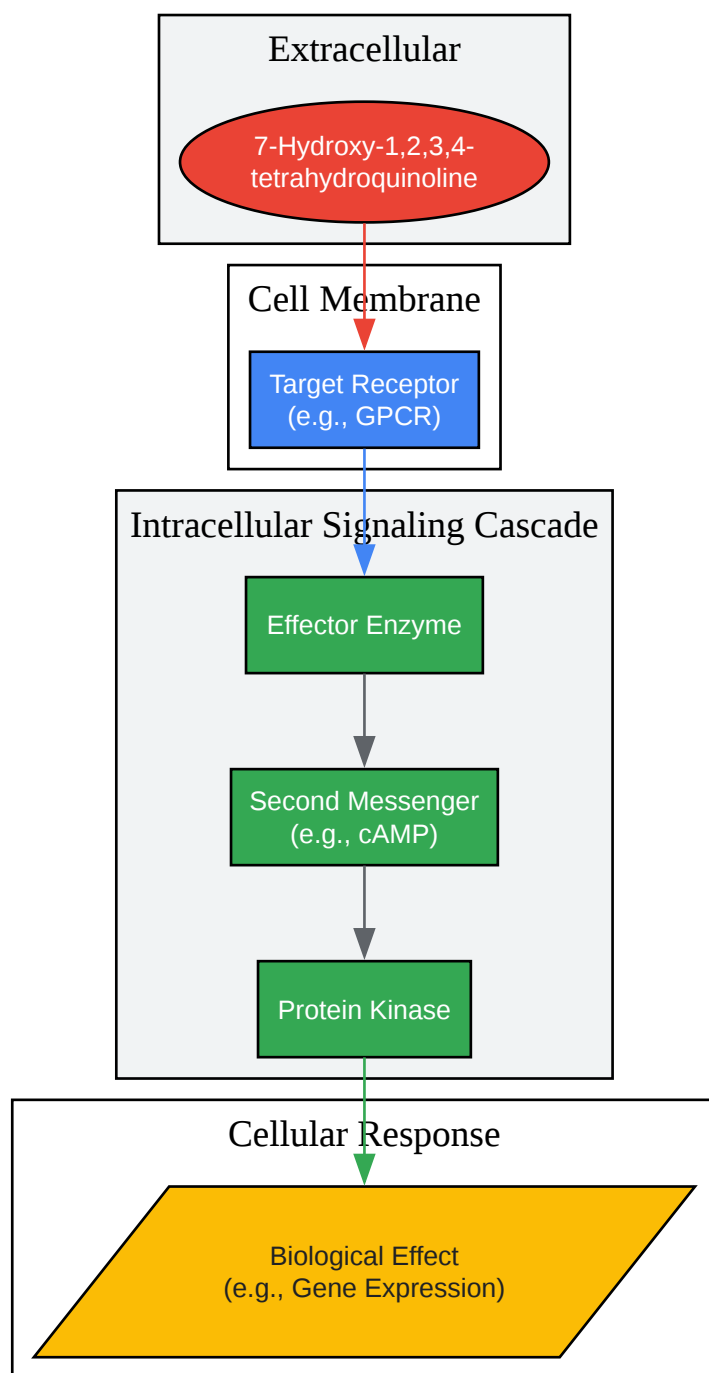 Extracellular
7-Hydroxy-1,2,3,4-
tetrahydroquinoline
Cell Membrane
Target Receptor
(e.g., GPCR)
Intracellular Signaling Cascade
Effector Enzyme
Second Messenger
(e.g., cAMP)
Protein Kinase
Cellular Response
Biological Effect
(e.g., Gene Expression)